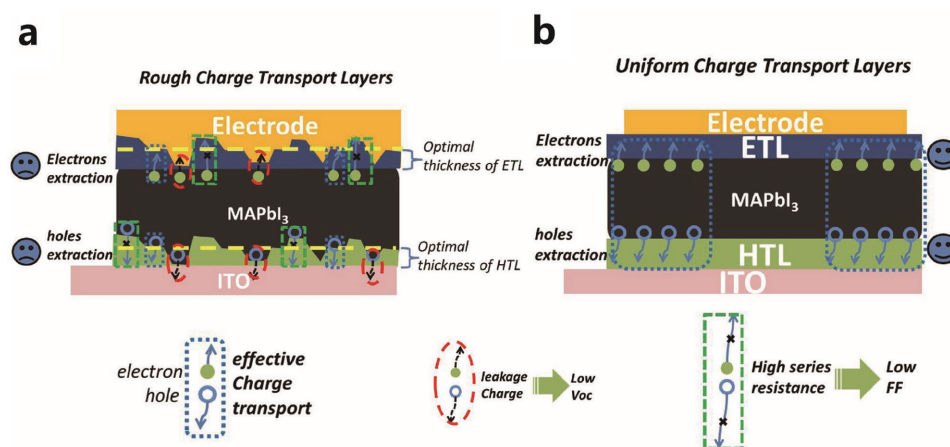 a
b
Rough Charge Transport Layers
Uniform Charge Transport Layers
Electrode
Electrons
extraction
Optimal
thickness of ETL
MAPbI₃
holes
extraction
Optimal
thickness of HTL
ITO
Electrode
Electrons
extraction
ETL
MAPbI₃
holes
extraction
HTL
ITO
electron
hole
effective
Charge
transport
leakage
Charge
Low
Voc
High series
resistance
Low
FF